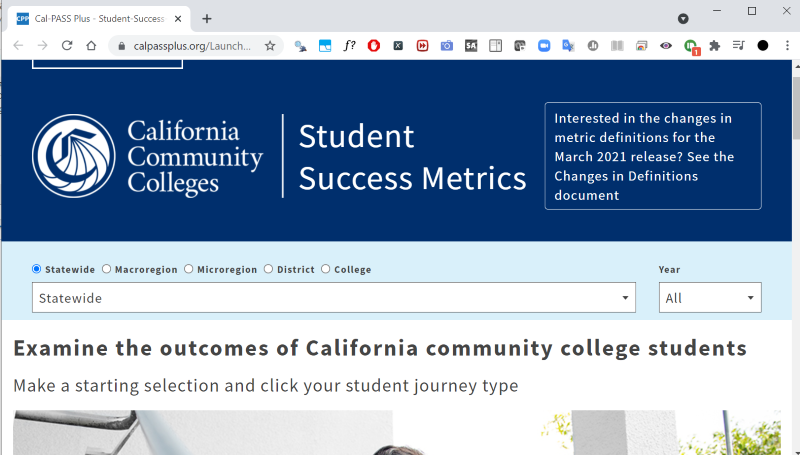 CPP Cal-PASS Plus - Student-Success
calpassplus.org/Launch...
f?
SA
1
California
Community
Colleges
Student
Success Metrics
Interested in the changes in
metric definitions for the
March 2021 release? See the
Changes in Definitions
document
Statewide Macroregion Microregion District College
Year
Statewide
All
Examine the outcomes of California community college students
Make a starting selection and click your student journey type